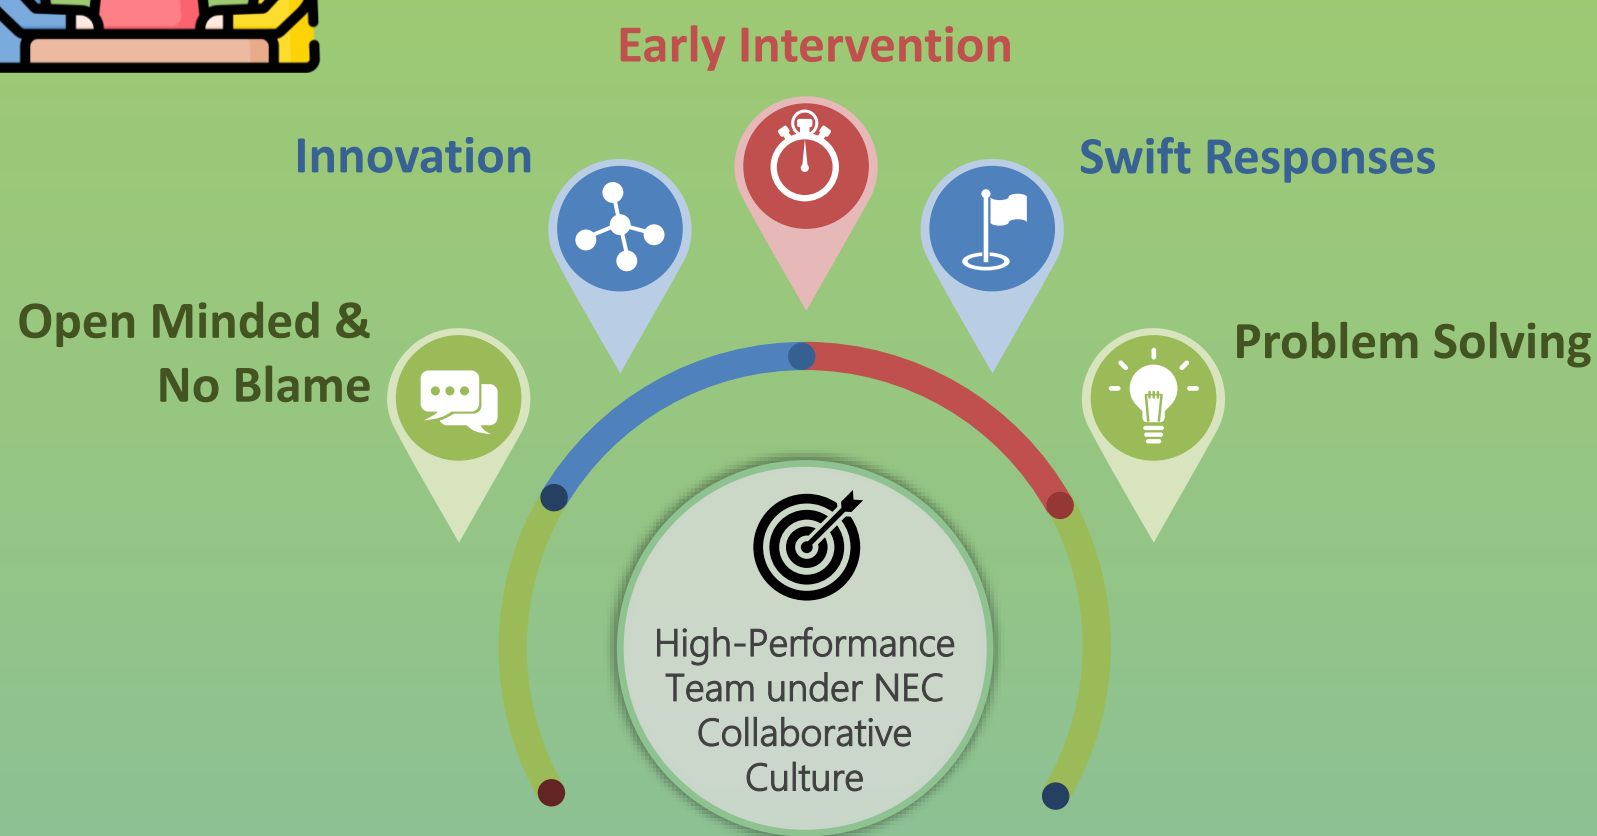 Early Intervention
Innovation
Swift Responses
Open Minded &
No Blame
Problem Solving
High-Performance
Team under NEC
Collaborative
Culture